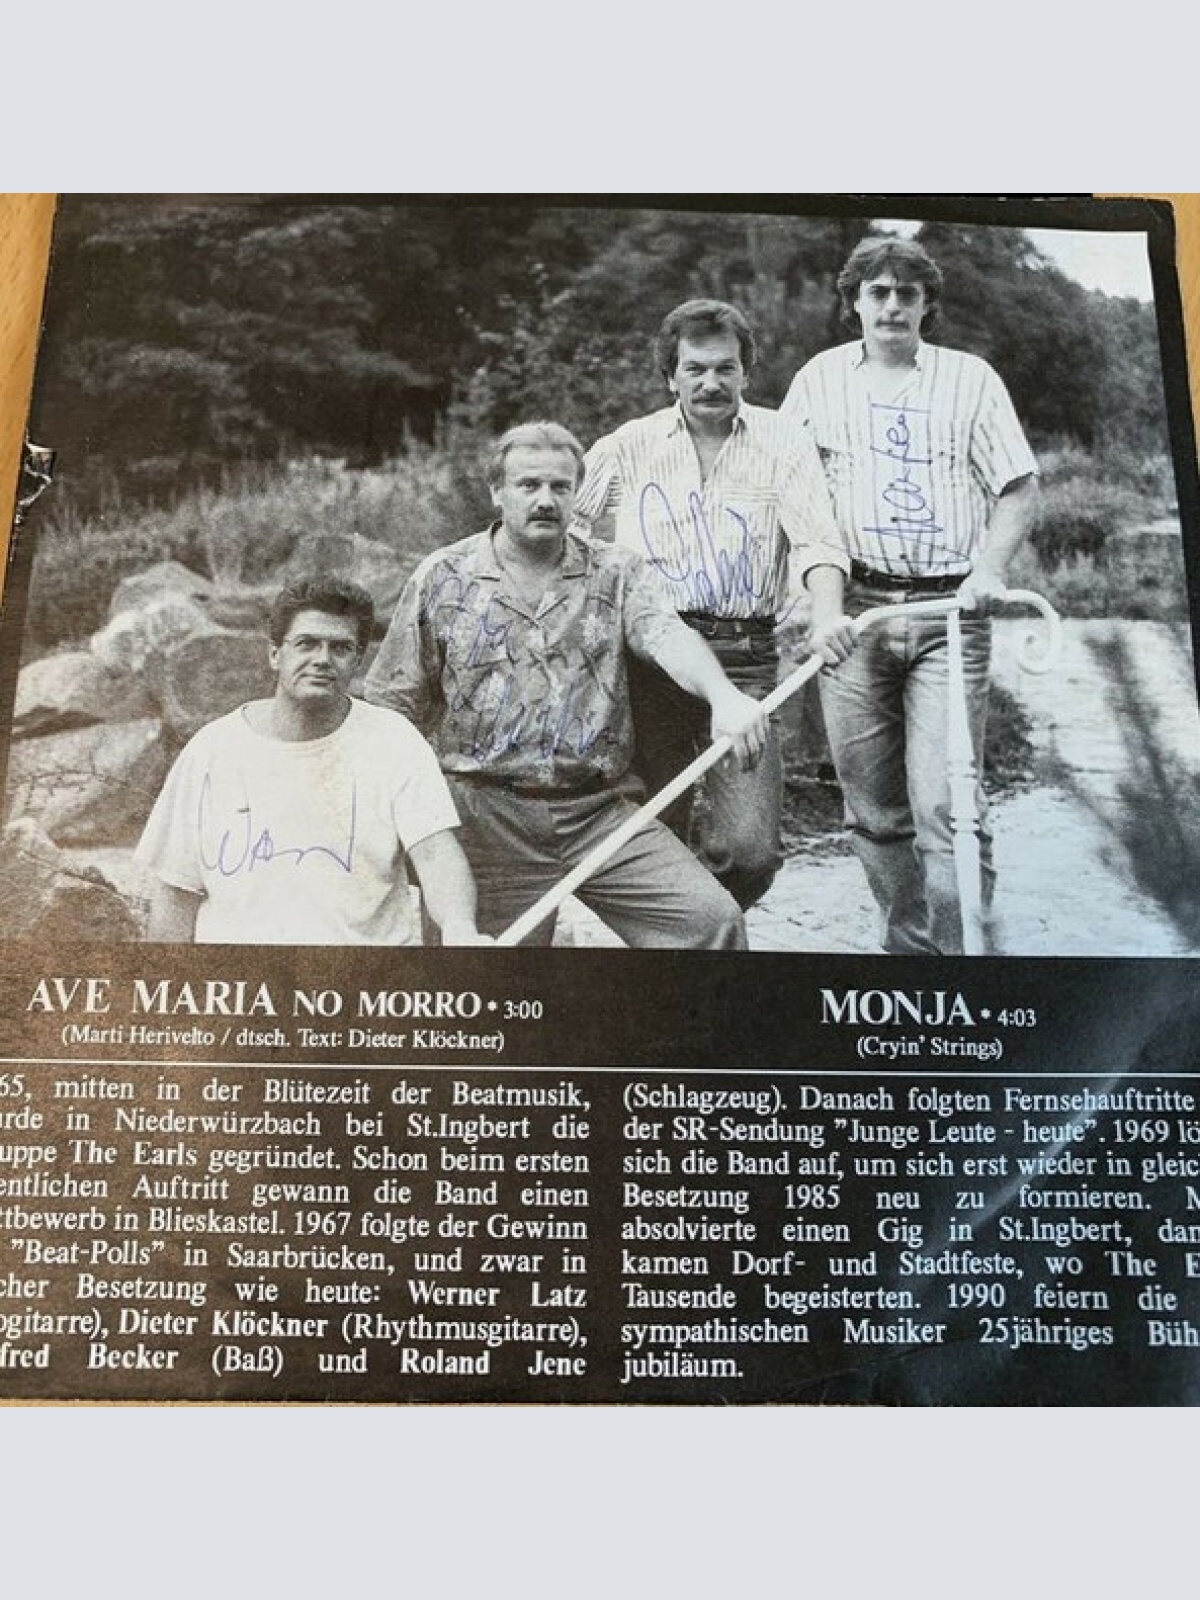 AVE MARIA NO MORRO • 3:00
(Marti Herivelto / dtsch. Text: Dieter Klöckner)
65, mitten in der Blütezeit der Beatmusik,
rde in Niederwürzbach bei St.Ingbert die
uppe The Earls gegründet. Schon beim ersten
entlichen Auftritt gewann die Band einen
ttbewerb in Blieskastel. 1967 folgte der Gewinn
"Beat-Polls" in Saarbrücken, und zwar in
cher Besetzung wie heute: Werner Latz
ogitarre), Dieter Klöckner (Rhythmusgitarre),
fred Becker (Baß) und Roland Jene
MONJA • 4:03
(Cryin' Strings)
(Schlagzeug). Danach folgten Fernsehauftritte
der SR-Sendung "Junge Leute - heute". 1969 lö
sich die Band auf, um sich erst wieder in gleic
Besetzung 1985 neu zu formieren.
absolvierte einen Gig in St.Ingbert, dan
kamen Dorf- und Stadtfeste, wo The E
Tausende begeisterten. 1990 feiern die
sympathischen Musiker 25jähriges Büh
jubiläum.